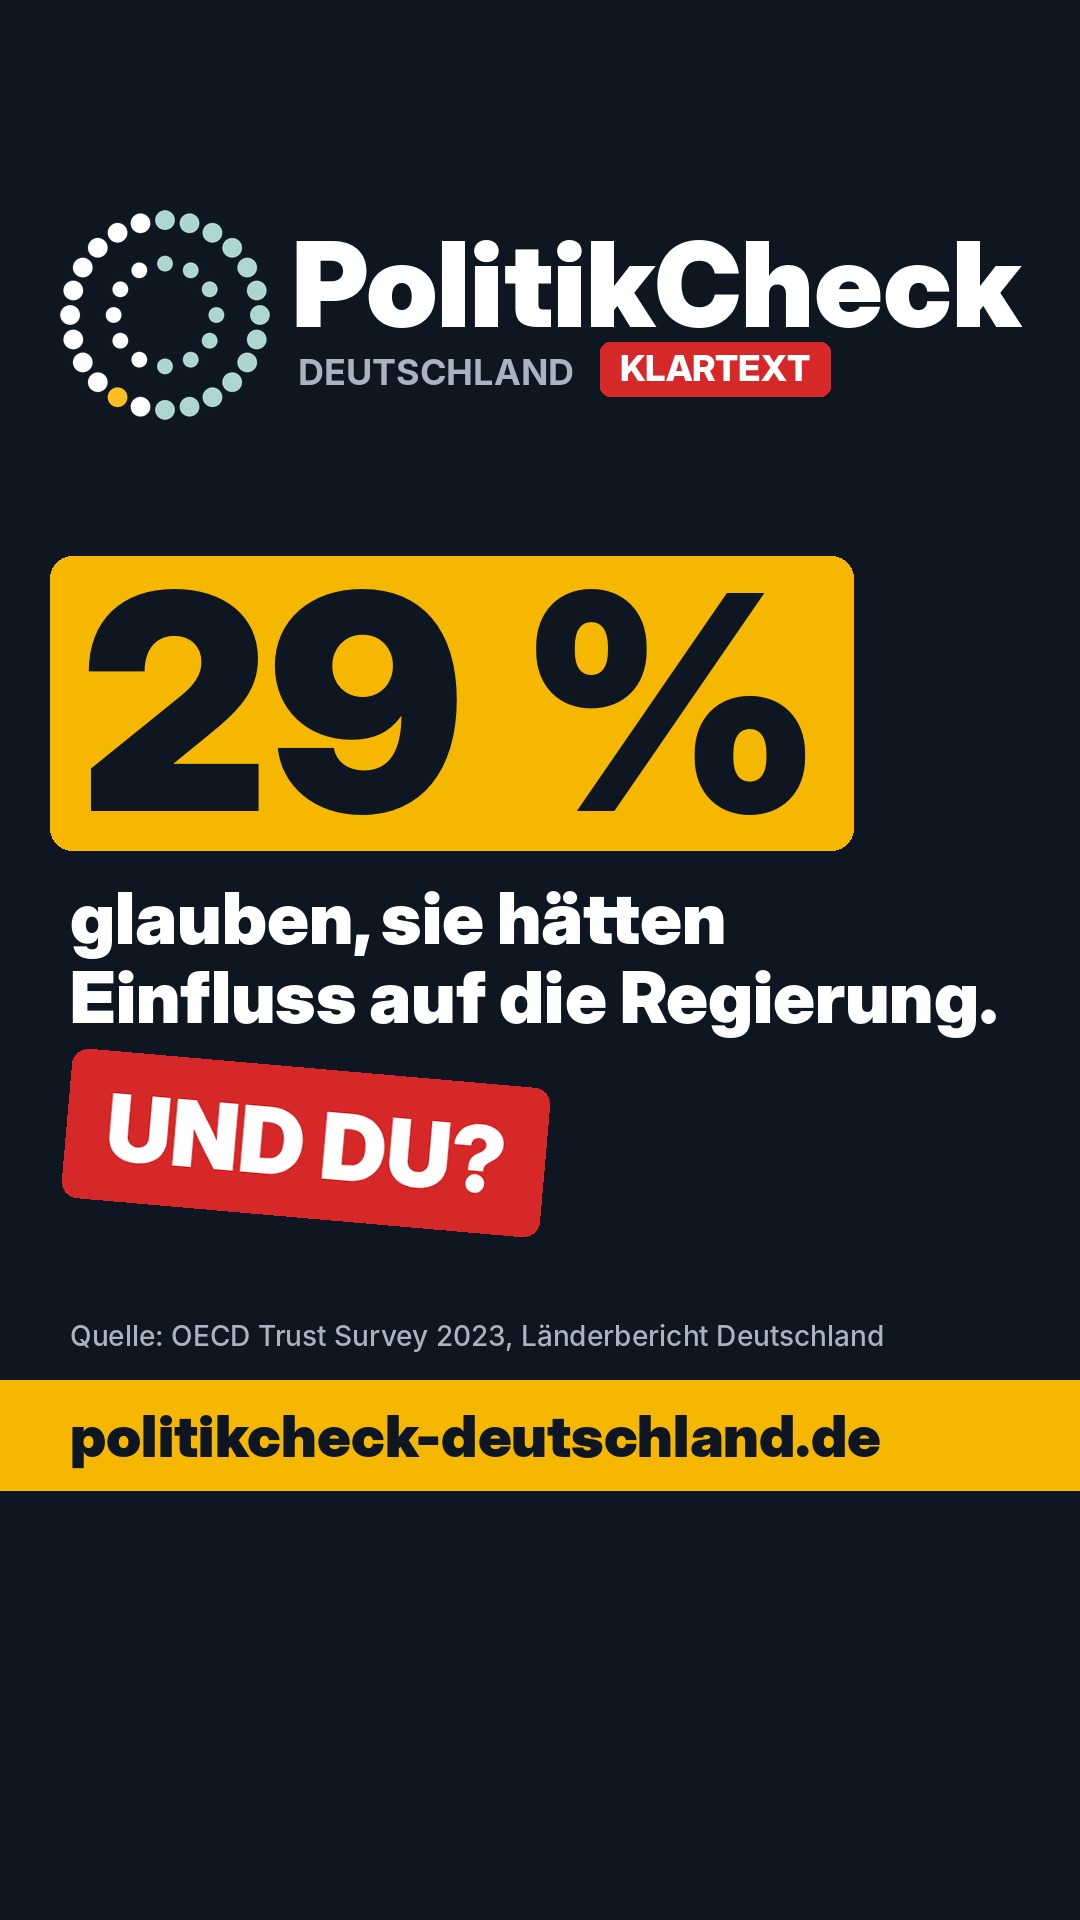 PolitikCheck
DEUTSCHLAND KLARTEXT
29 %
glauben, sie hätten
Einfluss auf die Regierung.
UND DU?
Quelle: OECD Trust Survey 2023, Länderbericht Deutschland
politikcheck-deutschland.de